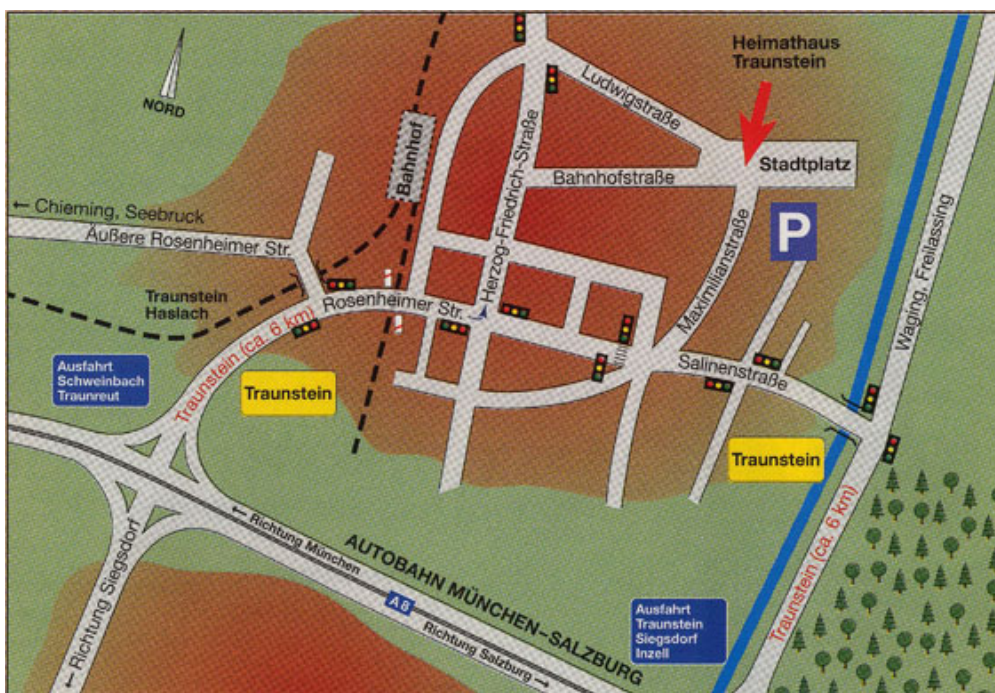 Heimathaus
Traunstein
NORD
Ludwigstraße
Bahnhof
Herzog-Friedrich-Straße
Bahnhofstraße
Stadtplatz
P
← Chieming, Seebruck
Äußere Rosenheimer Str.
Maximilianstraße
Waging, Freilassing
Traunstein
Haslach
Rosenheimer Str.
Ausfahrt
Schweinbach
Traunreut
Traunstein (ca. 6 km)
Traunstein
Salinenstraße
Traunstein
← Richtung Siegsdorf
← Richtung München
AUTOBAHN MÜNCHEN–SALZBURG
A 8
Richtung Salzburg →
Ausfahrt
Traunstein
Siegsdorf
Inzell
Traunstein (ca. 6 km)